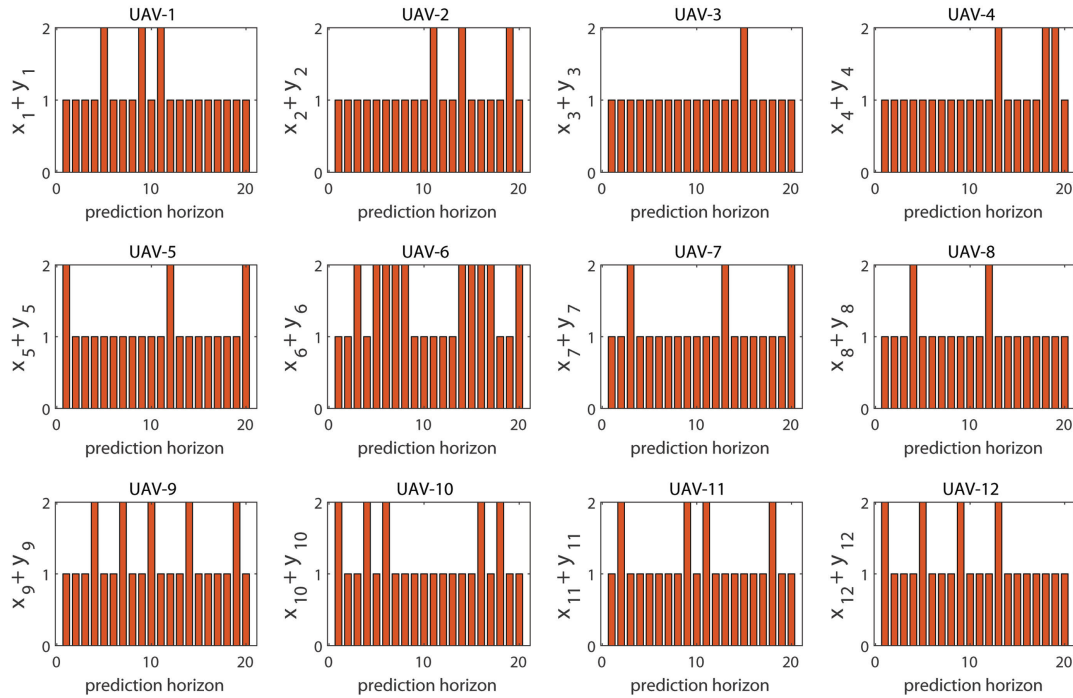 UAV-1
2
1
0
x1 + y1
0 10 20
prediction horizon
UAV-2
2
1
0
x2 + y2
0 10 20
prediction horizon
UAV-3
2
1
0
x3 + y3
0 10 20
prediction horizon
UAV-4
2
1
0
x4 + y4
0 10 20
prediction horizon
UAV-5
2
1
0
x5 + y5
0 10 20
prediction horizon
UAV-6
2
1
0
x6 + y6
0 10 20
prediction horizon
UAV-7
2
1
0
x7 + y7
0 10 20
prediction horizon
UAV-8
2
1
0
x8 + y8
0 10 20
prediction horizon
UAV-9
2
1
0
x9 + y9
0 10 20
prediction horizon
UAV-10
2
1
0
x10 + y10
0 10 20
prediction horizon
UAV-11
2
1
0
x11 + y11
0 10 20
prediction horizon
UAV-12
2
1
0
x12 + y12
0 10 20
prediction horizon